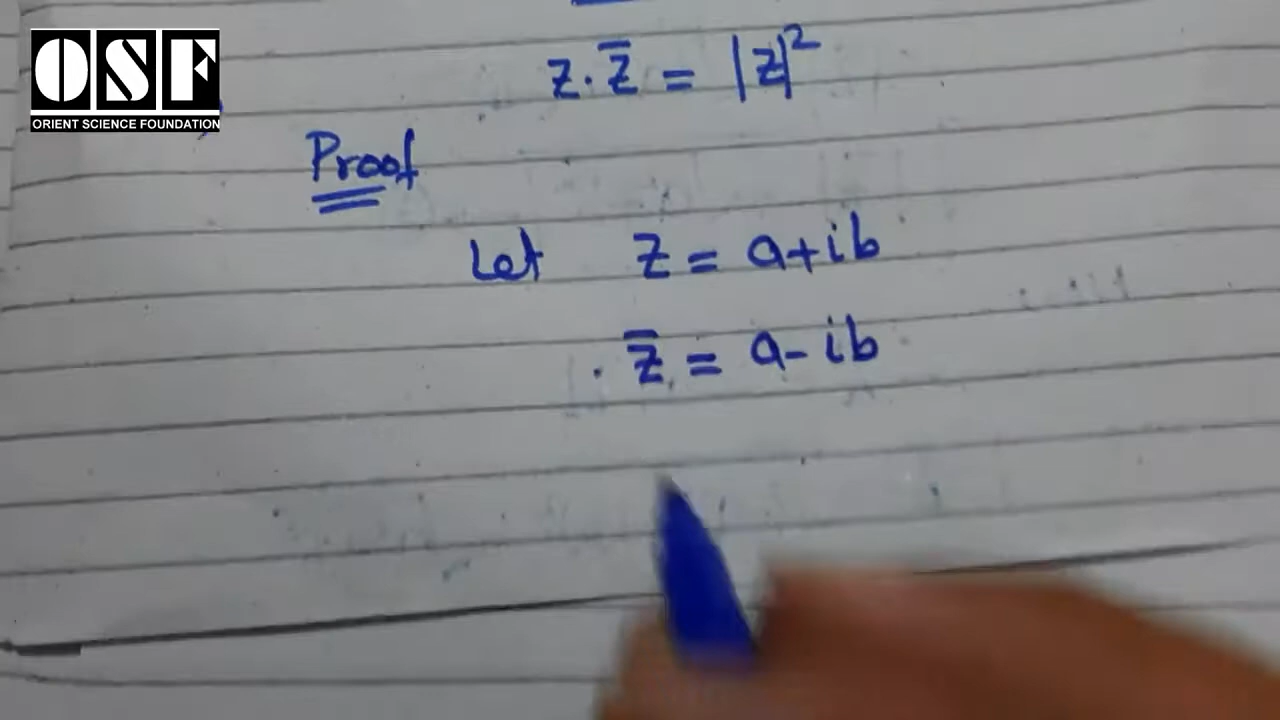 OSF
ORIENT SCIENCE FOUNDATION
z · z̅ = |z|²
Proof
Let z = a+ib
z̅ = a-ib